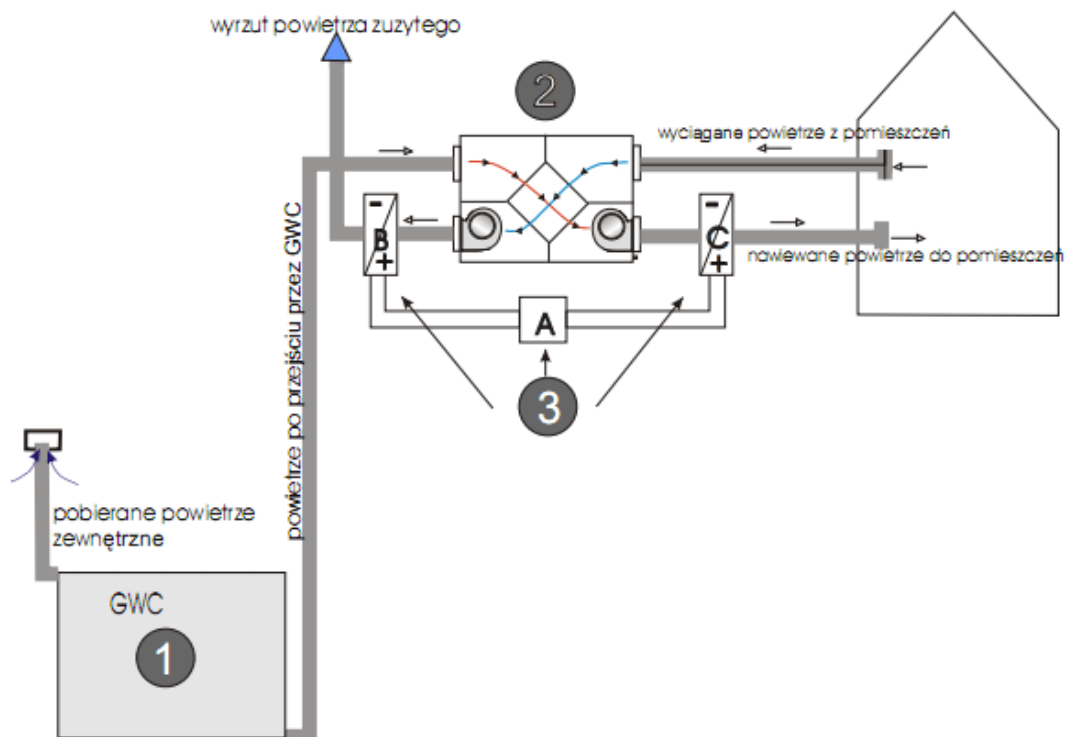 wyrzut powietrza zuzytego
2
wyciągane powietrze z pomieszczeń
-
B
+
-
C
+
nawiewane powietrze do pomieszczeń
A
3
powietrze po przejściu przez GWC
pobierane powietrze
zewnętrzne
GWC
1